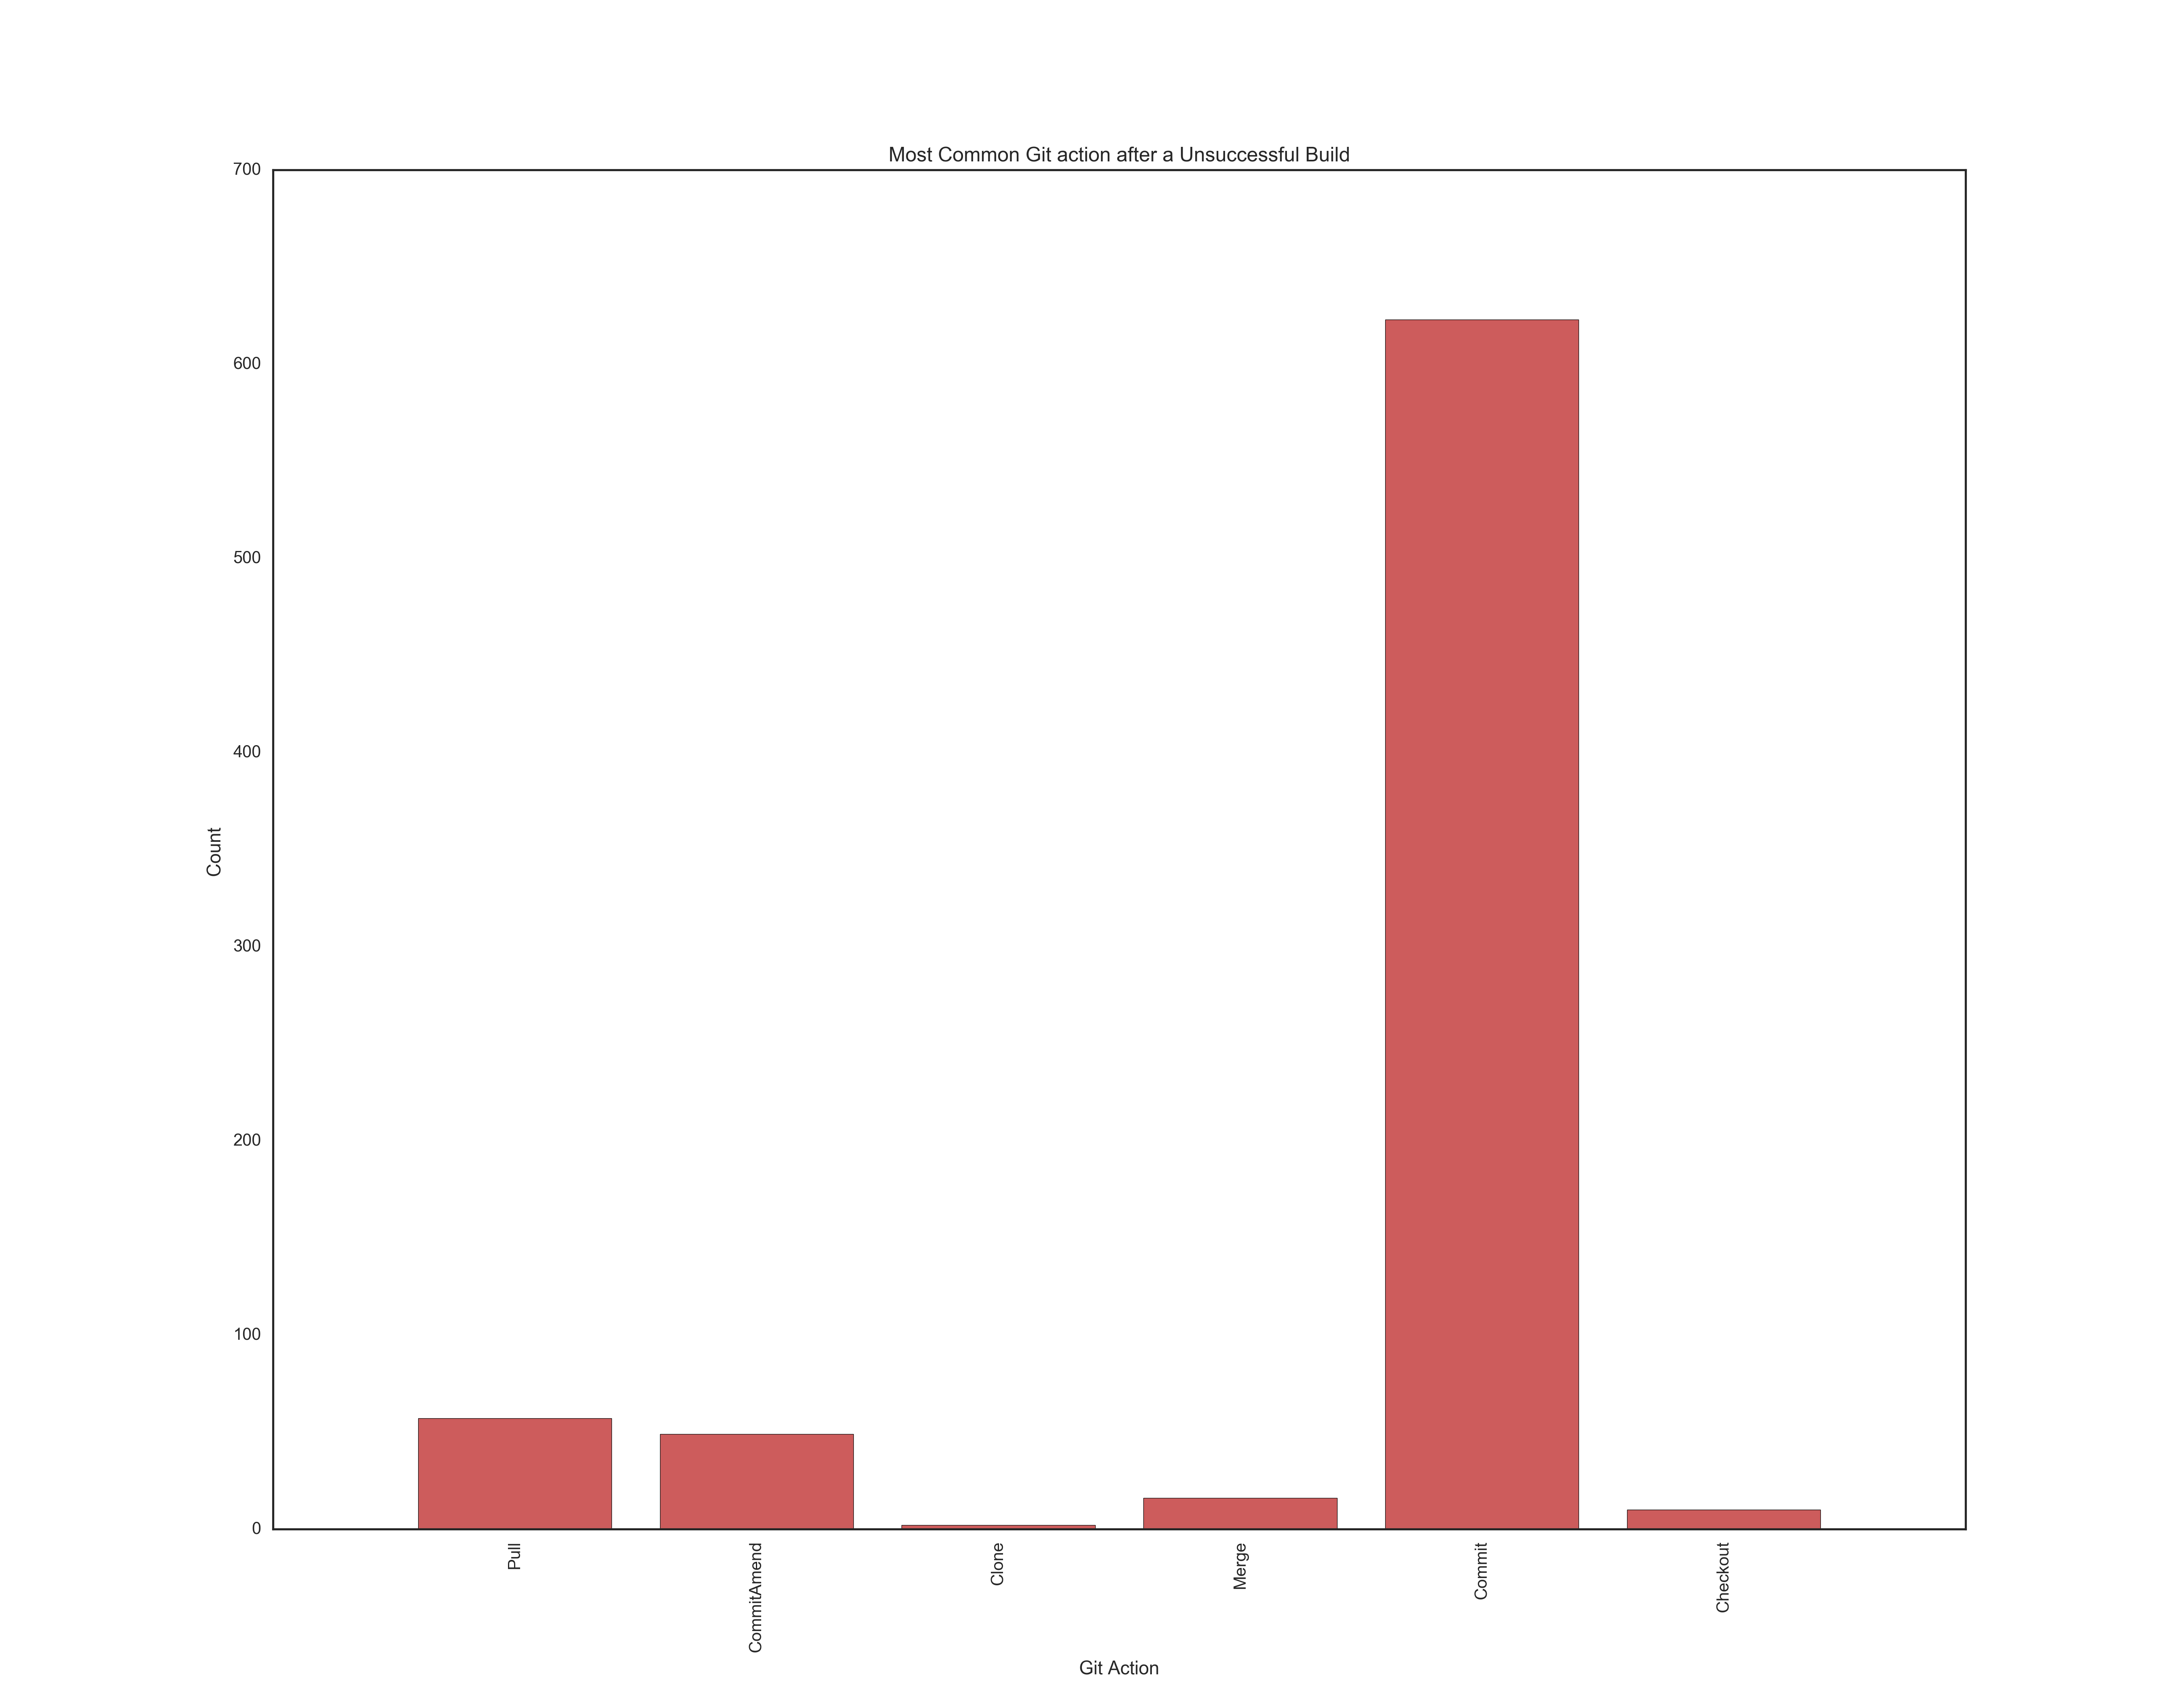 Most Common Git action after a Unsuccessful Build
700
600
500
400
300
200
100
0
Count
Pull
CommitAmend
Clone
Merge
Commit
Checkout
Git Action